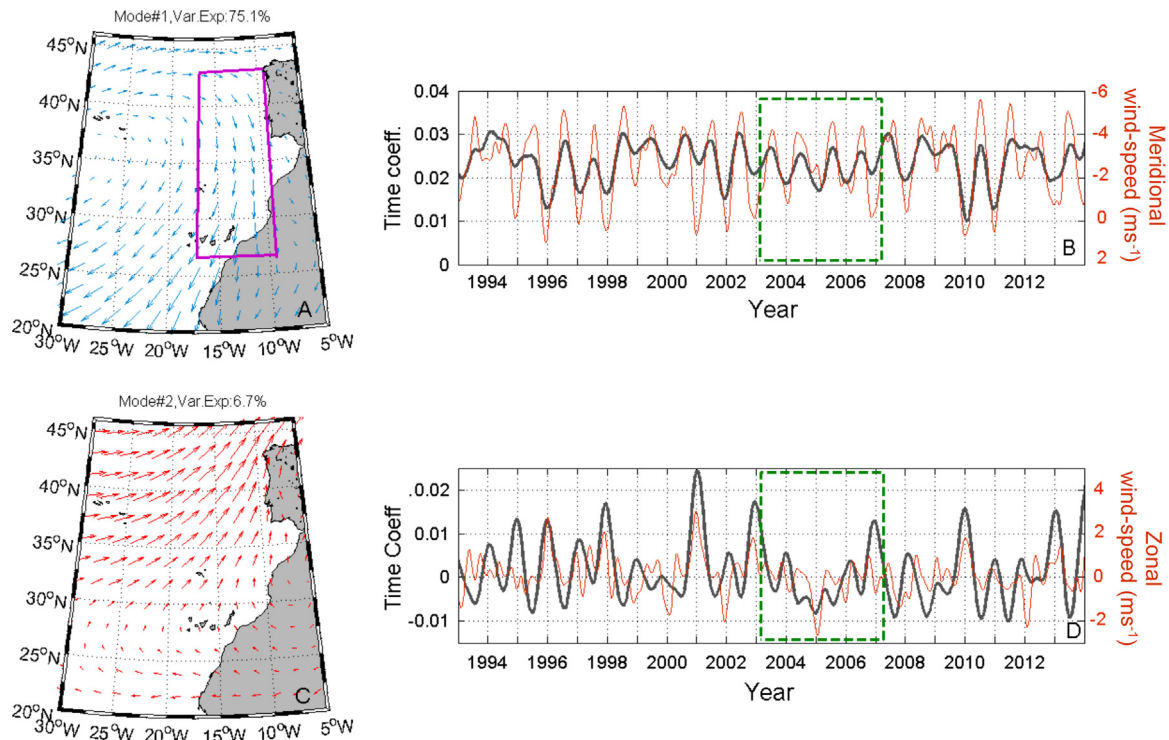 Mode#1,Var.Exp:75.1%
45°N
40°N
35°N
30°N
25°N
20°N
30°W 25°W 20°W 15°W 10°W 5°W
A
0.04
0.03
0.02
0.01
0
Time coeff.
-6
-4
-2
0
2
Meridional
wind-speed (ms-1)
B
1994 1996 1998 2000 2002 2004 2006 2008 2010 2012
Year
Mode#2,Var.Exp:6.7%
45°N
40°N
35°N
30°N
25°N
20°N
30°W 25°W 20°W 15°W 10°W 5°W
C
0.02
0.01
0
-0.01
Time Coeff
4
2
0
-2
Zonal
wind-speed (ms-1)
D
1994 1996 1998 2000 2002 2004 2006 2008 2010 2012
Year